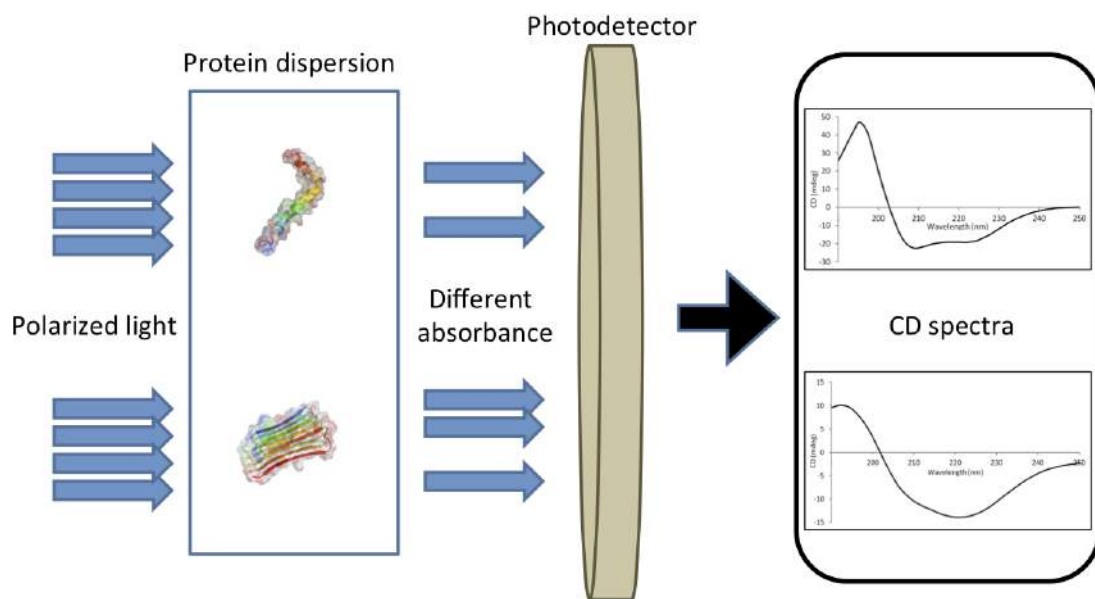 Photodetector
Protein dispersion
Polarized light
Different
absorbance
CD spectra
50
40
30
20
10
0
-10
-20
-30
CD (mdeg)
200 210 220 230 240 250
Wavelength (nm)
15
10
5
0
-5
-10
-15
CD (mdeg)
200 210 220 230 240 250
Wavelength (nm)